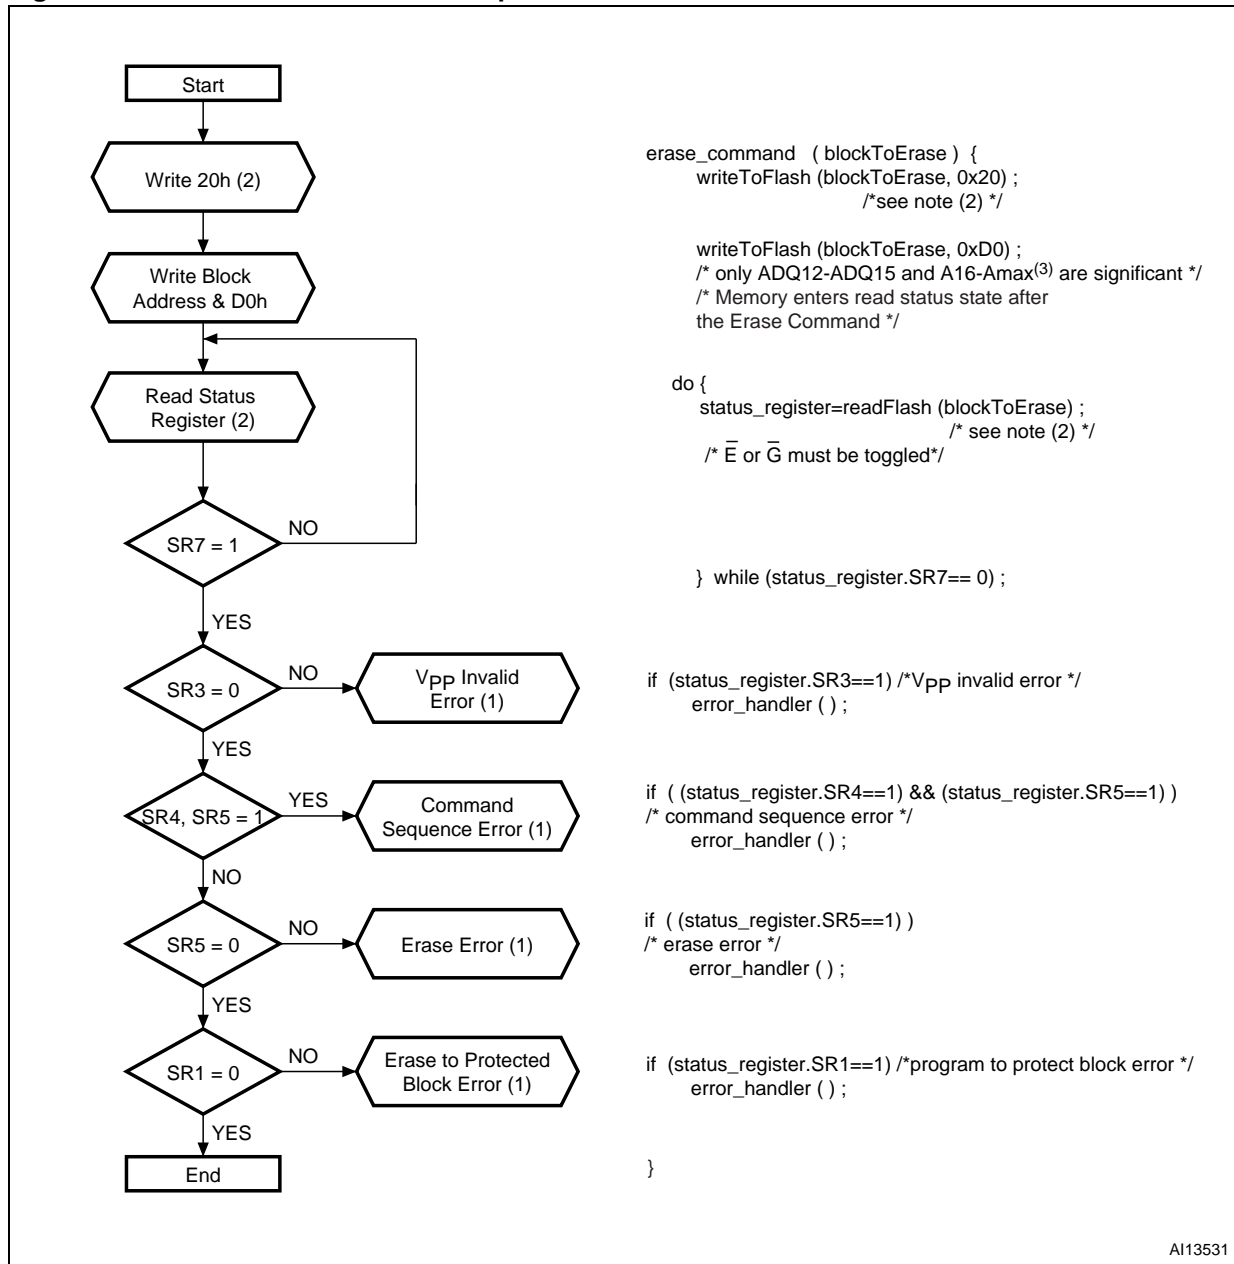 Start
Write 20h (2)
Write Block
Address & D0h
Read Status
Register (2)
SR7 = 1
NO
YES
SR3 = 0
NO
VPP Invalid
Error (1)
YES
SR4, SR5 = 1
YES
Command
Sequence Error (1)
NO
SR5 = 0
NO
Erase Error (1)
YES
SR1 = 0
NO
Erase to Protected
Block Error (1)
YES
End
erase_command ( blockToErase ) {
writeToFlash (blockToErase, 0x20) ;
/*see note (2) */
writeToFlash (blockToErase, 0xD0) ;
/* only ADQ12-ADQ15 and A16-Amax(3) are significant */
/* Memory enters read status state after
the Erase Command */
do {
status_register=readFlash (blockToErase) ;
/* see note (2) */
/* E̅ or G̅ must be toggled*/
} while (status_register.SR7== 0) ;
if (status_register.SR3==1) /*VPP invalid error */
error_handler ( ) ;
if ( (status_register.SR4==1) && (status_register.SR5==1) )
/* command sequence error */
error_handler ( ) ;
if ( (status_register.SR5==1) )
/* erase error */
error_handler ( ) ;
if (status_register.SR1==1) /*program to protect block error */
error_handler ( ) ;
}
AI13531